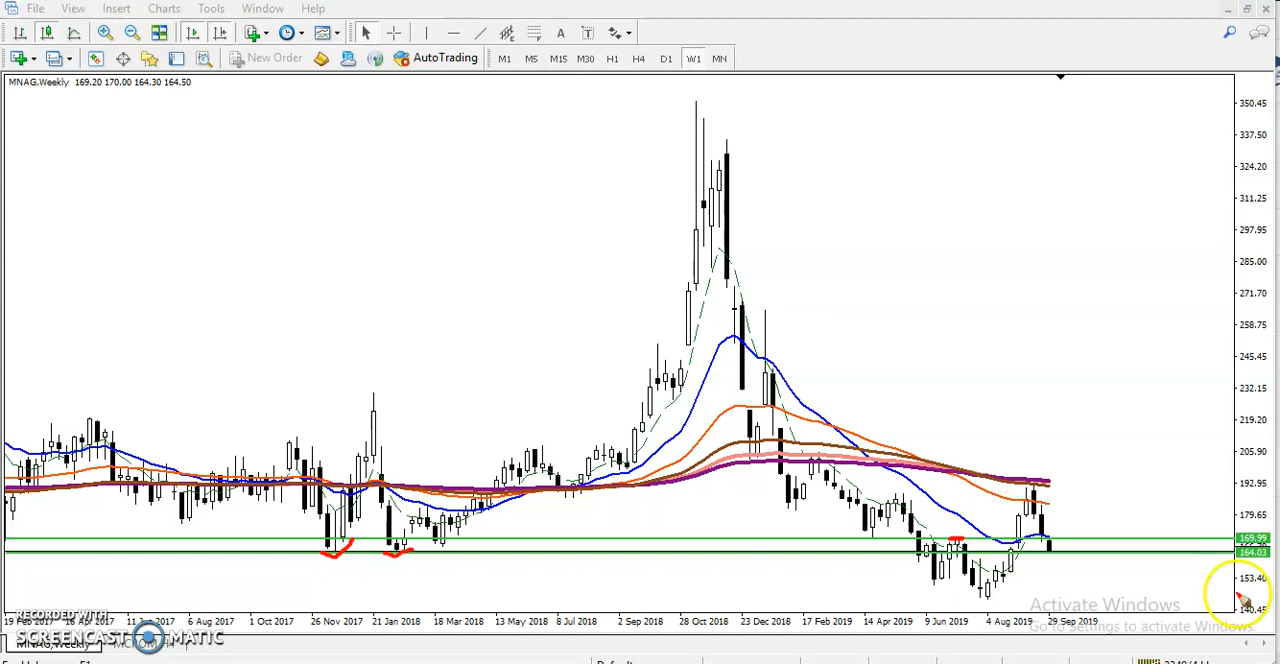 File View Insert Charts Tools Window Help
New Order AutoTrading M1 M5 M15 M30 H1 H4 D1 W1 MN
MNAG,Weekly 169.20 170.00 164.30 164.50
350.45
337.50
324.20
311.25
297.95
285.00
271.70
258.75
245.45
232.15
219.20
205.90
192.95
179.65
169.99
164.03
153.40
140.45
Activate Windows
Go to Settings to activate Windows.
19 Feb 2017 11 Jun 2017 6 Aug 2017 1 Oct 2017 26 Nov 2017 21 Jan 2018 18 Mar 2018 13 May 2018 8 Jul 2018 2 Sep 2018 28 Oct 2018 23 Dec 2018 17 Feb 2019 14 Apr 2019 9 Jun 2019 4 Aug 2019 29 Sep 2019
RECORDED WITH
SCREENCAST MATIC
MNAG,Weekly